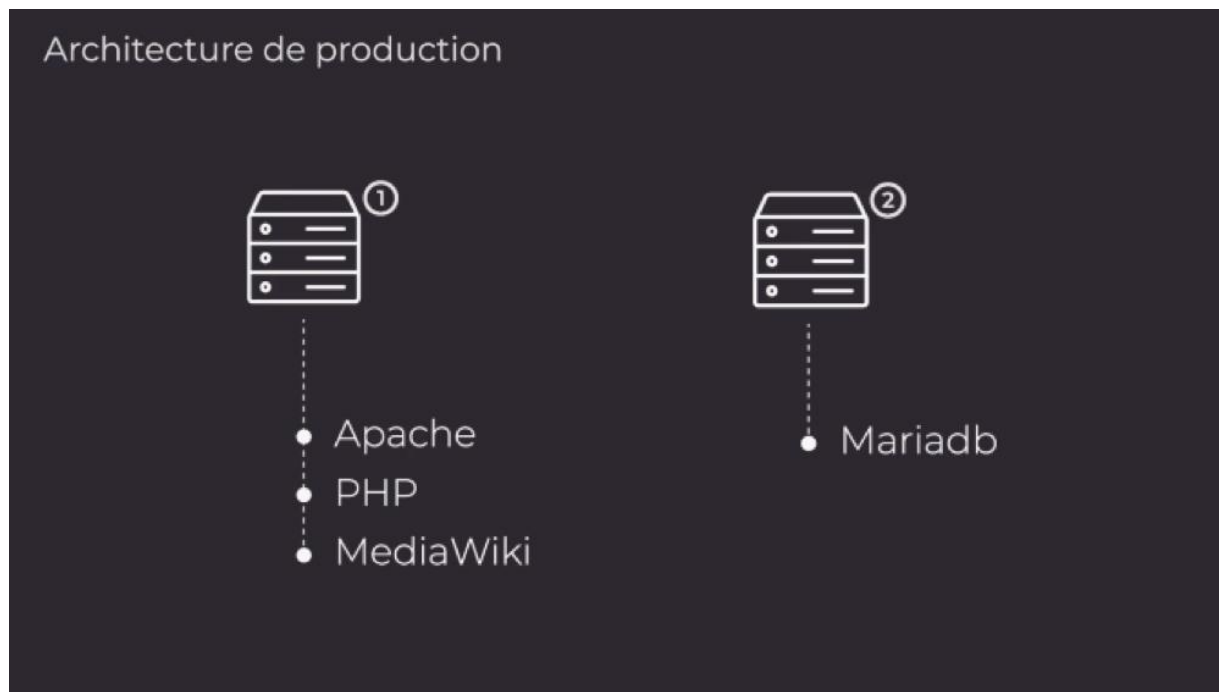 Architecture de production
1
2
Apache
PHP
MediaWiki
Mariadb